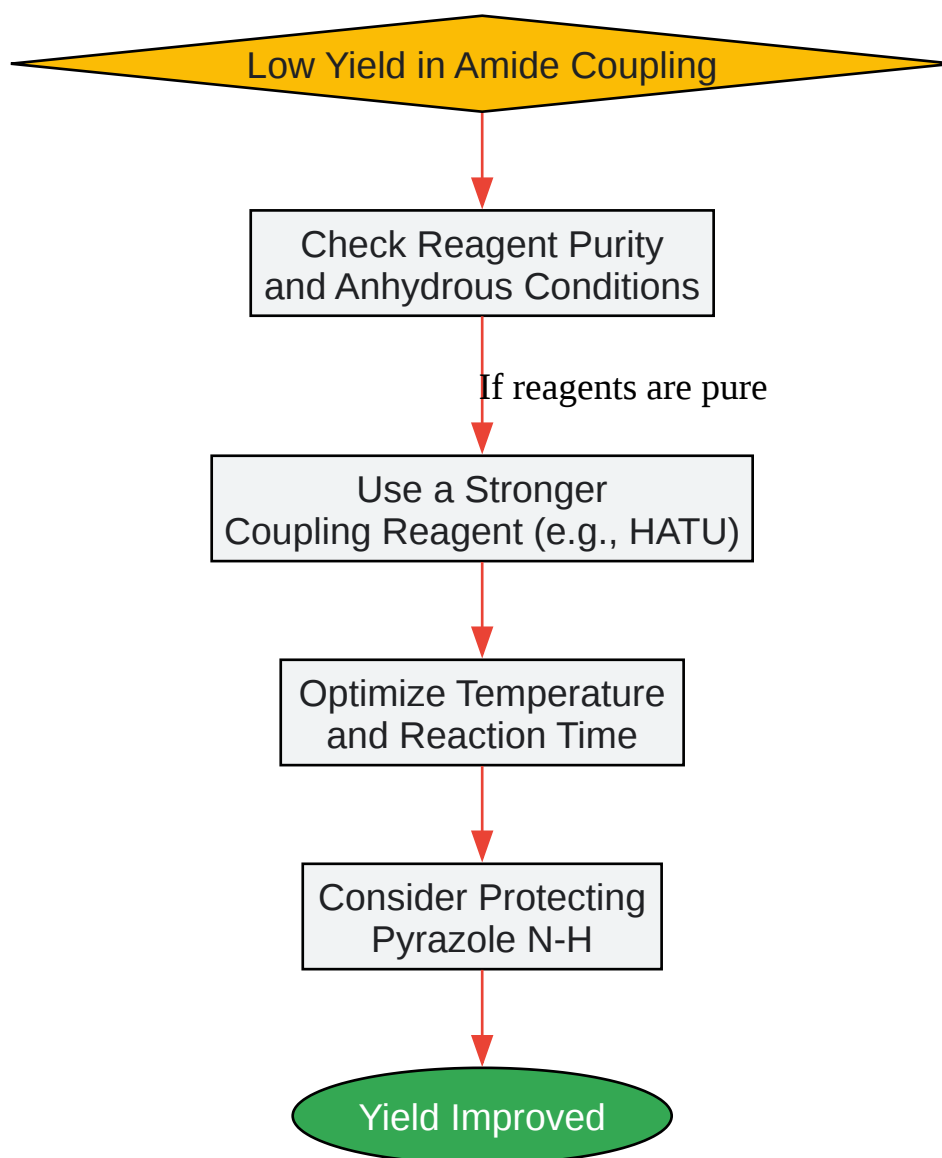 Low Yield in Amide Coupling
Check Reagent Purity
and Anhydrous Conditions
If reagents are pure
Use a Stronger
Coupling Reagent (e.g., HATU)
Optimize Temperature
and Reaction Time
Consider Protecting
Pyrazole N-H
Yield Improved